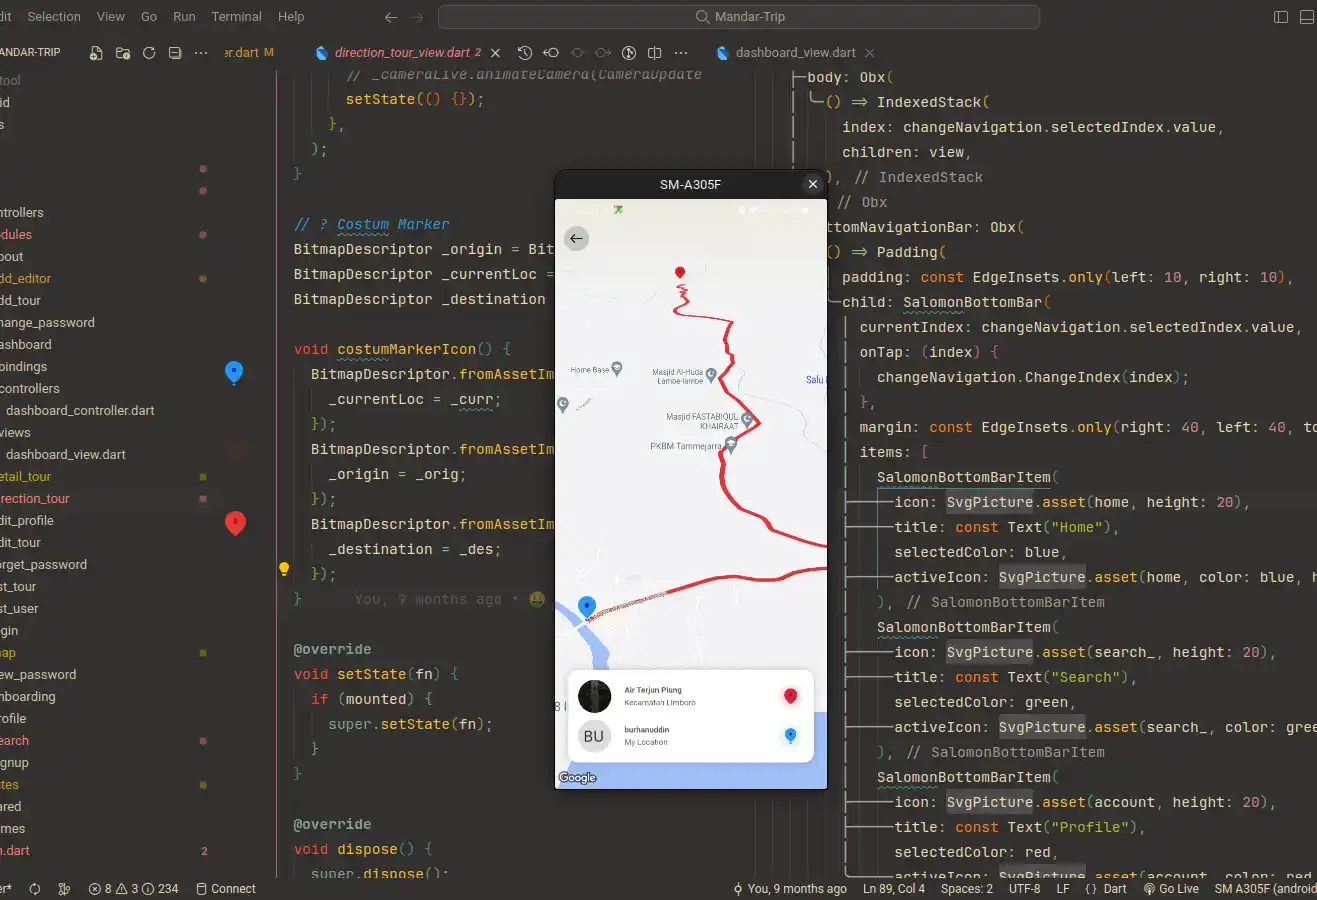 dit Selection View Go Run Terminal Help
Mandar-Trip
ANDAR-TRIP
er.dart M
direction_tour_view.dart 2
dashboard_view.dart
tool
id
s
ntrollers
dules
bout
dd_editor
dd_tour
hange_password
ashboard
bindings
controllers
dashboard_controller.dart
views
dashboard_view.dart
etail_tour
irection_tour
dit_profile
dit_tour
orget_password
st_tour
st_user
gin
ap
ew_password
nboarding
rofile
earch
gnup
tes
ared
mes
n.dart 2
// _cameraLive.animateCamera(CameraUpdate
setState(() {});
},
);
}
// ? Costum Marker
BitmapDescriptor _origin = Bit
BitmapDescriptor _currentLoc =
BitmapDescriptor _destination
void costumMarkerIcon() {
BitmapDescriptor.fromAssetIm
_currentLoc = _curr;
});
BitmapDescriptor.fromAssetIm
_origin = _orig;
});
BitmapDescriptor.fromAssetIm
_destination = _des;
});
} You, 9 months ago •
@override
void setState(fn) {
if (mounted) {
super.setState(fn);
}
}
@override
void dispose() {
super.dispose();
SM-A305F
Home Base
Masjid Al-Huda
Lambe-lambe
Salu
Masjid FASTABIQUL
KHAIRAAT
PKBM Tammejarra
Air Terjun Piung
Kecamatan Limboro
BU
burhanuddin
My Location
Google
body: Obx(
() => IndexedStack(
index: changeNavigation.selectedIndex.value,
children: view,
), // IndexedStack
// Obx
ttomNavigationBar: Obx(
() => Padding(
padding: const EdgeInsets.only(left: 10, right: 10),
child: SalomonBottomBar(
currentIndex: changeNavigation.selectedIndex.value,
onTap: (index) {
changeNavigation.ChangeIndex(index);
},
margin: const EdgeInsets.only(right: 40, left: 40, to
items: [
SalomonBottomBarItem(
icon: SvgPicture.asset(home, height: 20),
title: const Text("Home"),
selectedColor: blue,
activeIcon: SvgPicture.asset(home, color: blue, h
), // SalomonBottomBarItem
SalomonBottomBarItem(
icon: SvgPicture.asset(search_, height: 20),
title: const Text("Search"),
selectedColor: green,
activeIcon: SvgPicture.asset(search_, color: gree
), // SalomonBottomBarItem
SalomonBottomBarItem(
icon: SvgPicture.asset(account, height: 20),
title: const Text("Profile"),
selectedColor: red,
activeIcon: SvgPicture.asset(account, color: red
er* 8 3 234 Connect
You, 9 months ago Ln 89, Col 4 Spaces: 2 UTF-8 LF {} Dart Go Live SM A305F (android